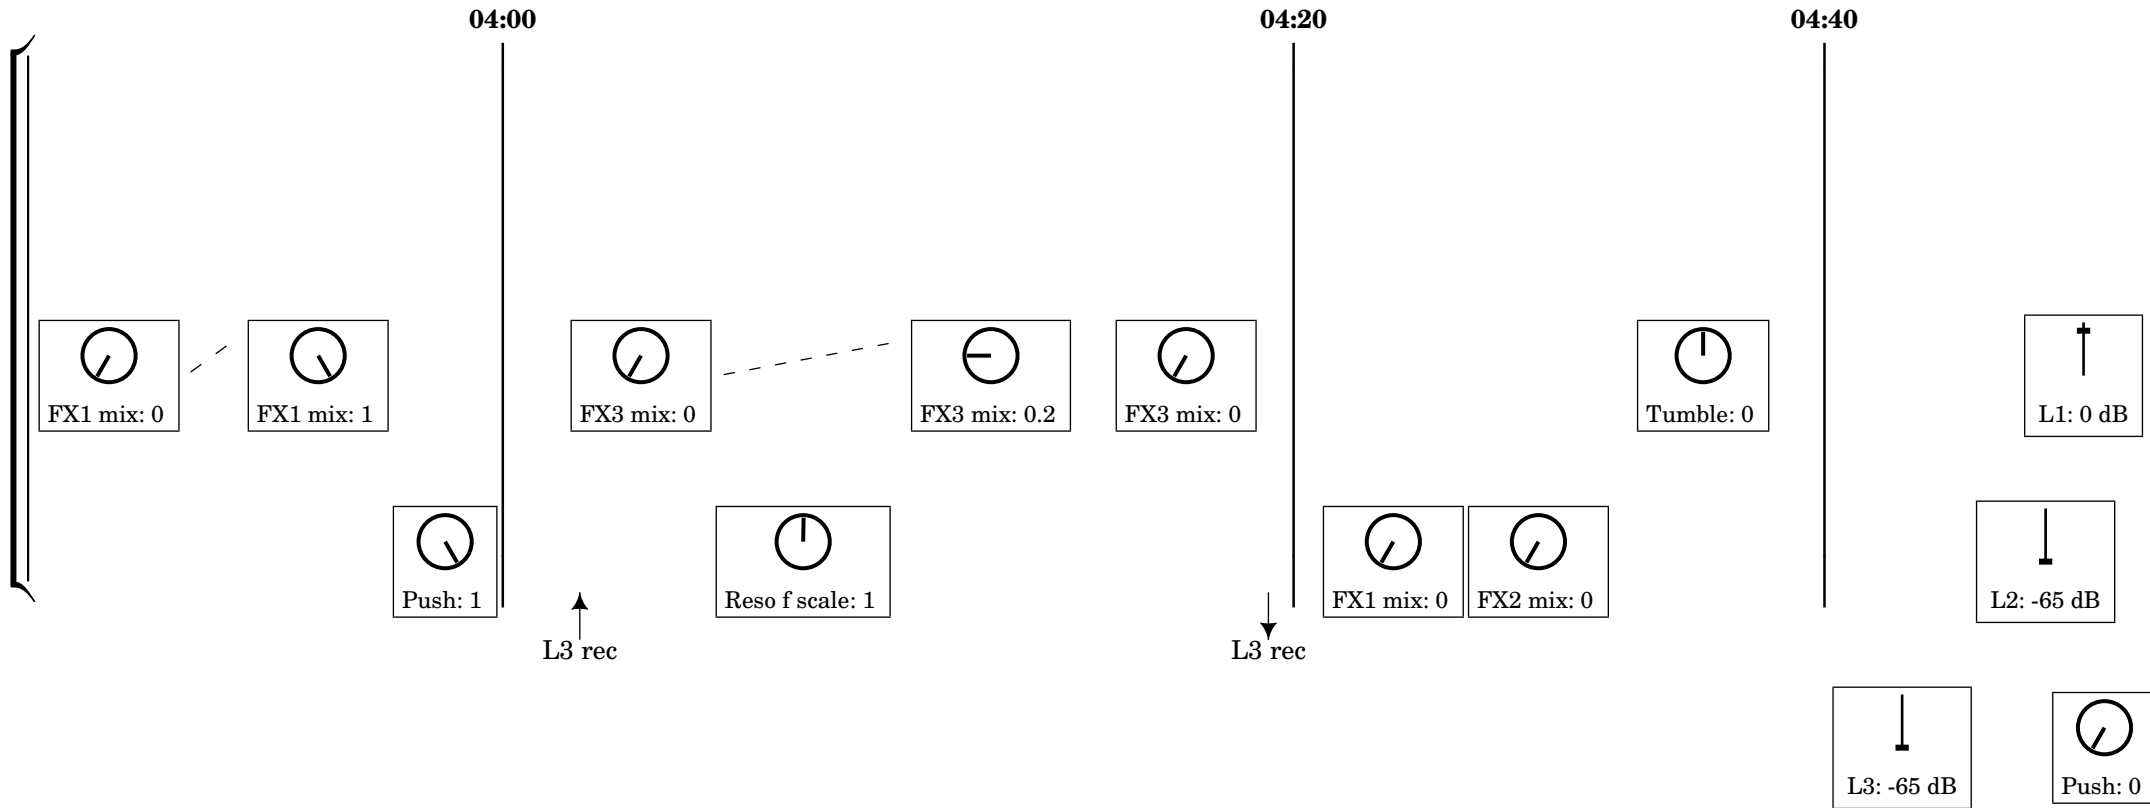 04:00
04:20
04:40
FX1 mix: 0
FX1 mix: 1
FX3 mix: 0
FX3 mix: 0.2
FX3 mix: 0
Tumble: 0
L1: 0 dB
Push: 1
Reso f scale: 1
FX1 mix: 0
FX2 mix: 0
L2: -65 dB
L3 rec
L3 rec
L3: -65 dB
Push: 0